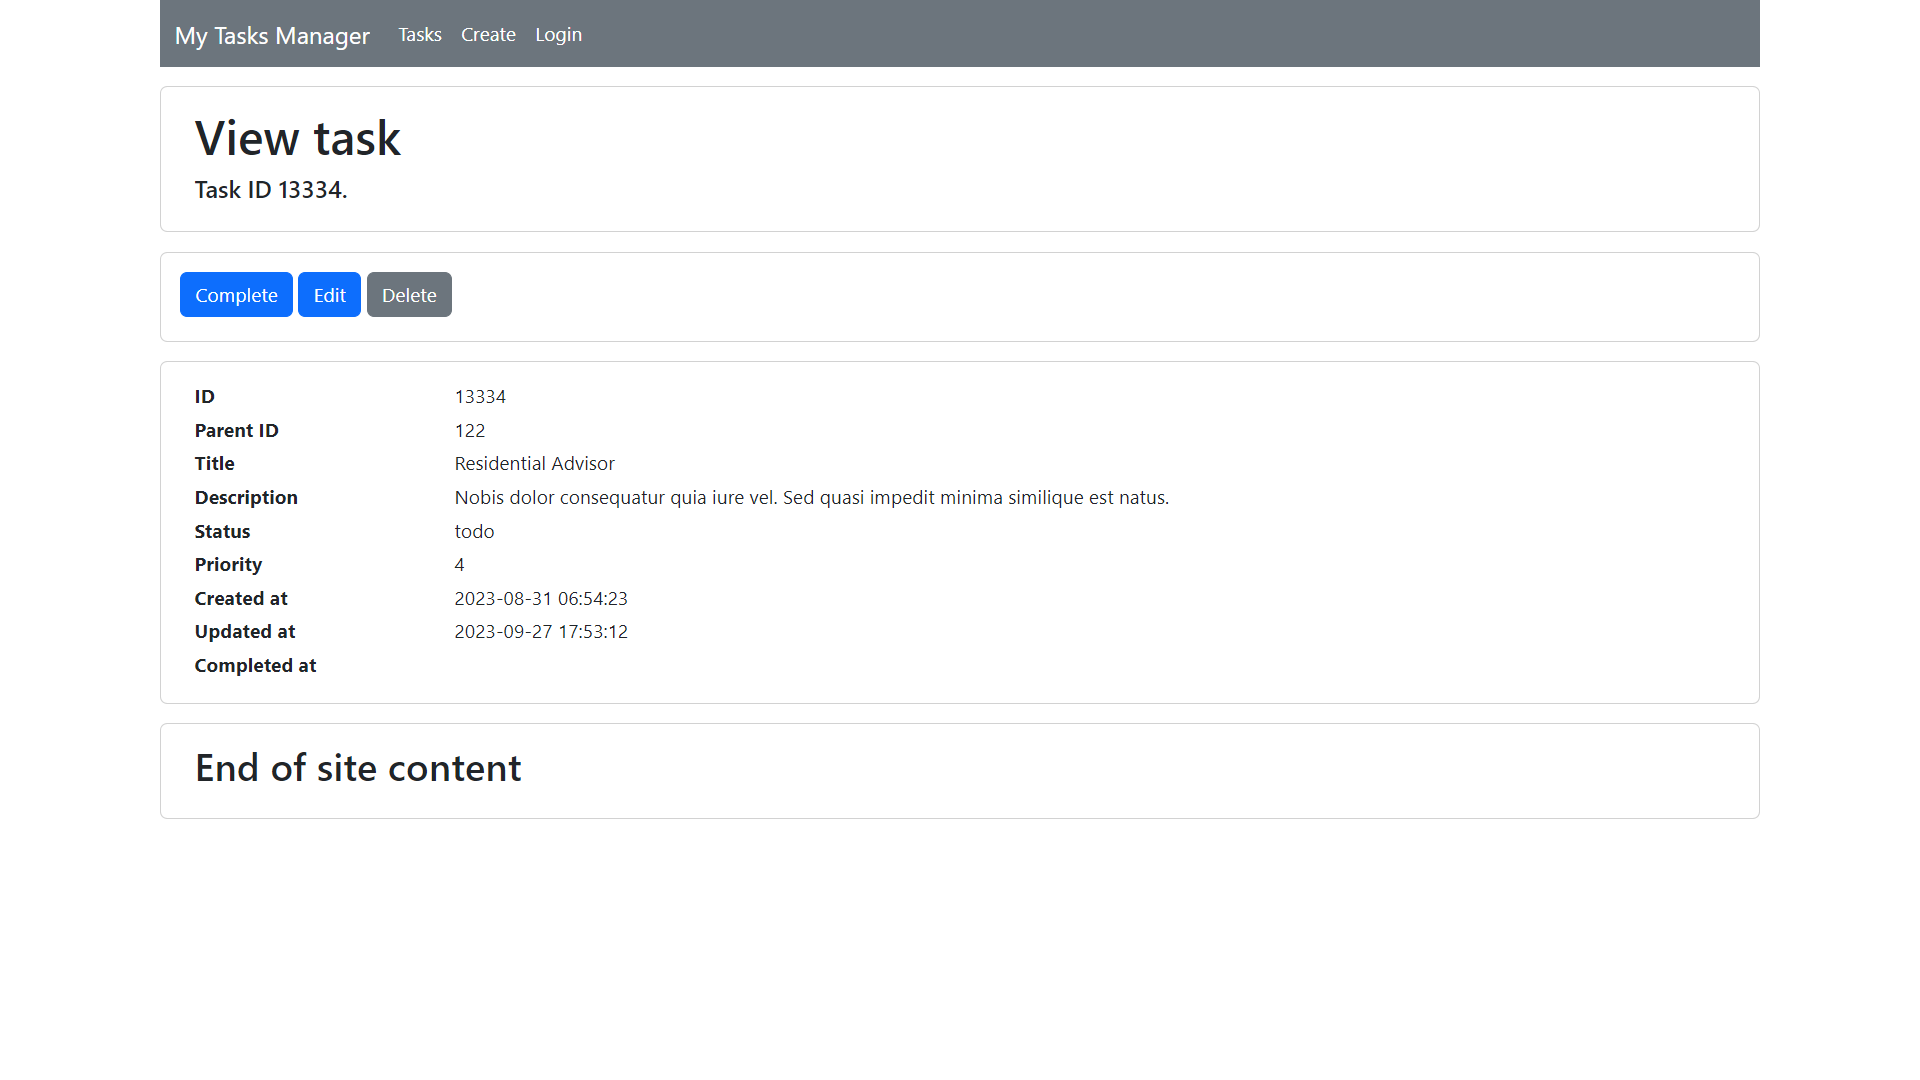 My Tasks Manager Tasks Create Login
View task
Task ID 13334.
Complete Edit Delete
ID 13334
Parent ID 122
Title Residential Advisor
Description Nobis dolor consequatur quia iure vel. Sed quasi impedit minima similique est natus.
Status todo
Priority 4
Created at 2023-08-31 06:54:23
Updated at 2023-09-27 17:53:12
Completed at
End of site content